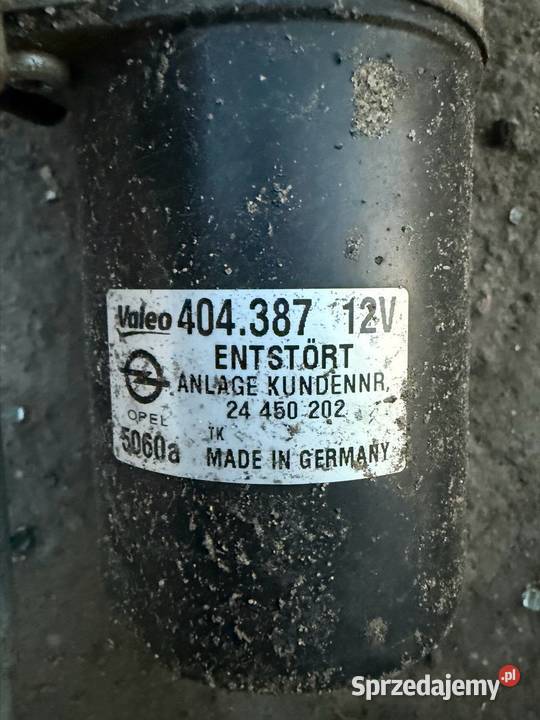 Valeo 404.387 12V
ENTSTÖRT
ANLAGE KUNDENNR.
24 450 202
OPEL
5060a TK MADE IN GERMANY
Sprzedajemy.pl